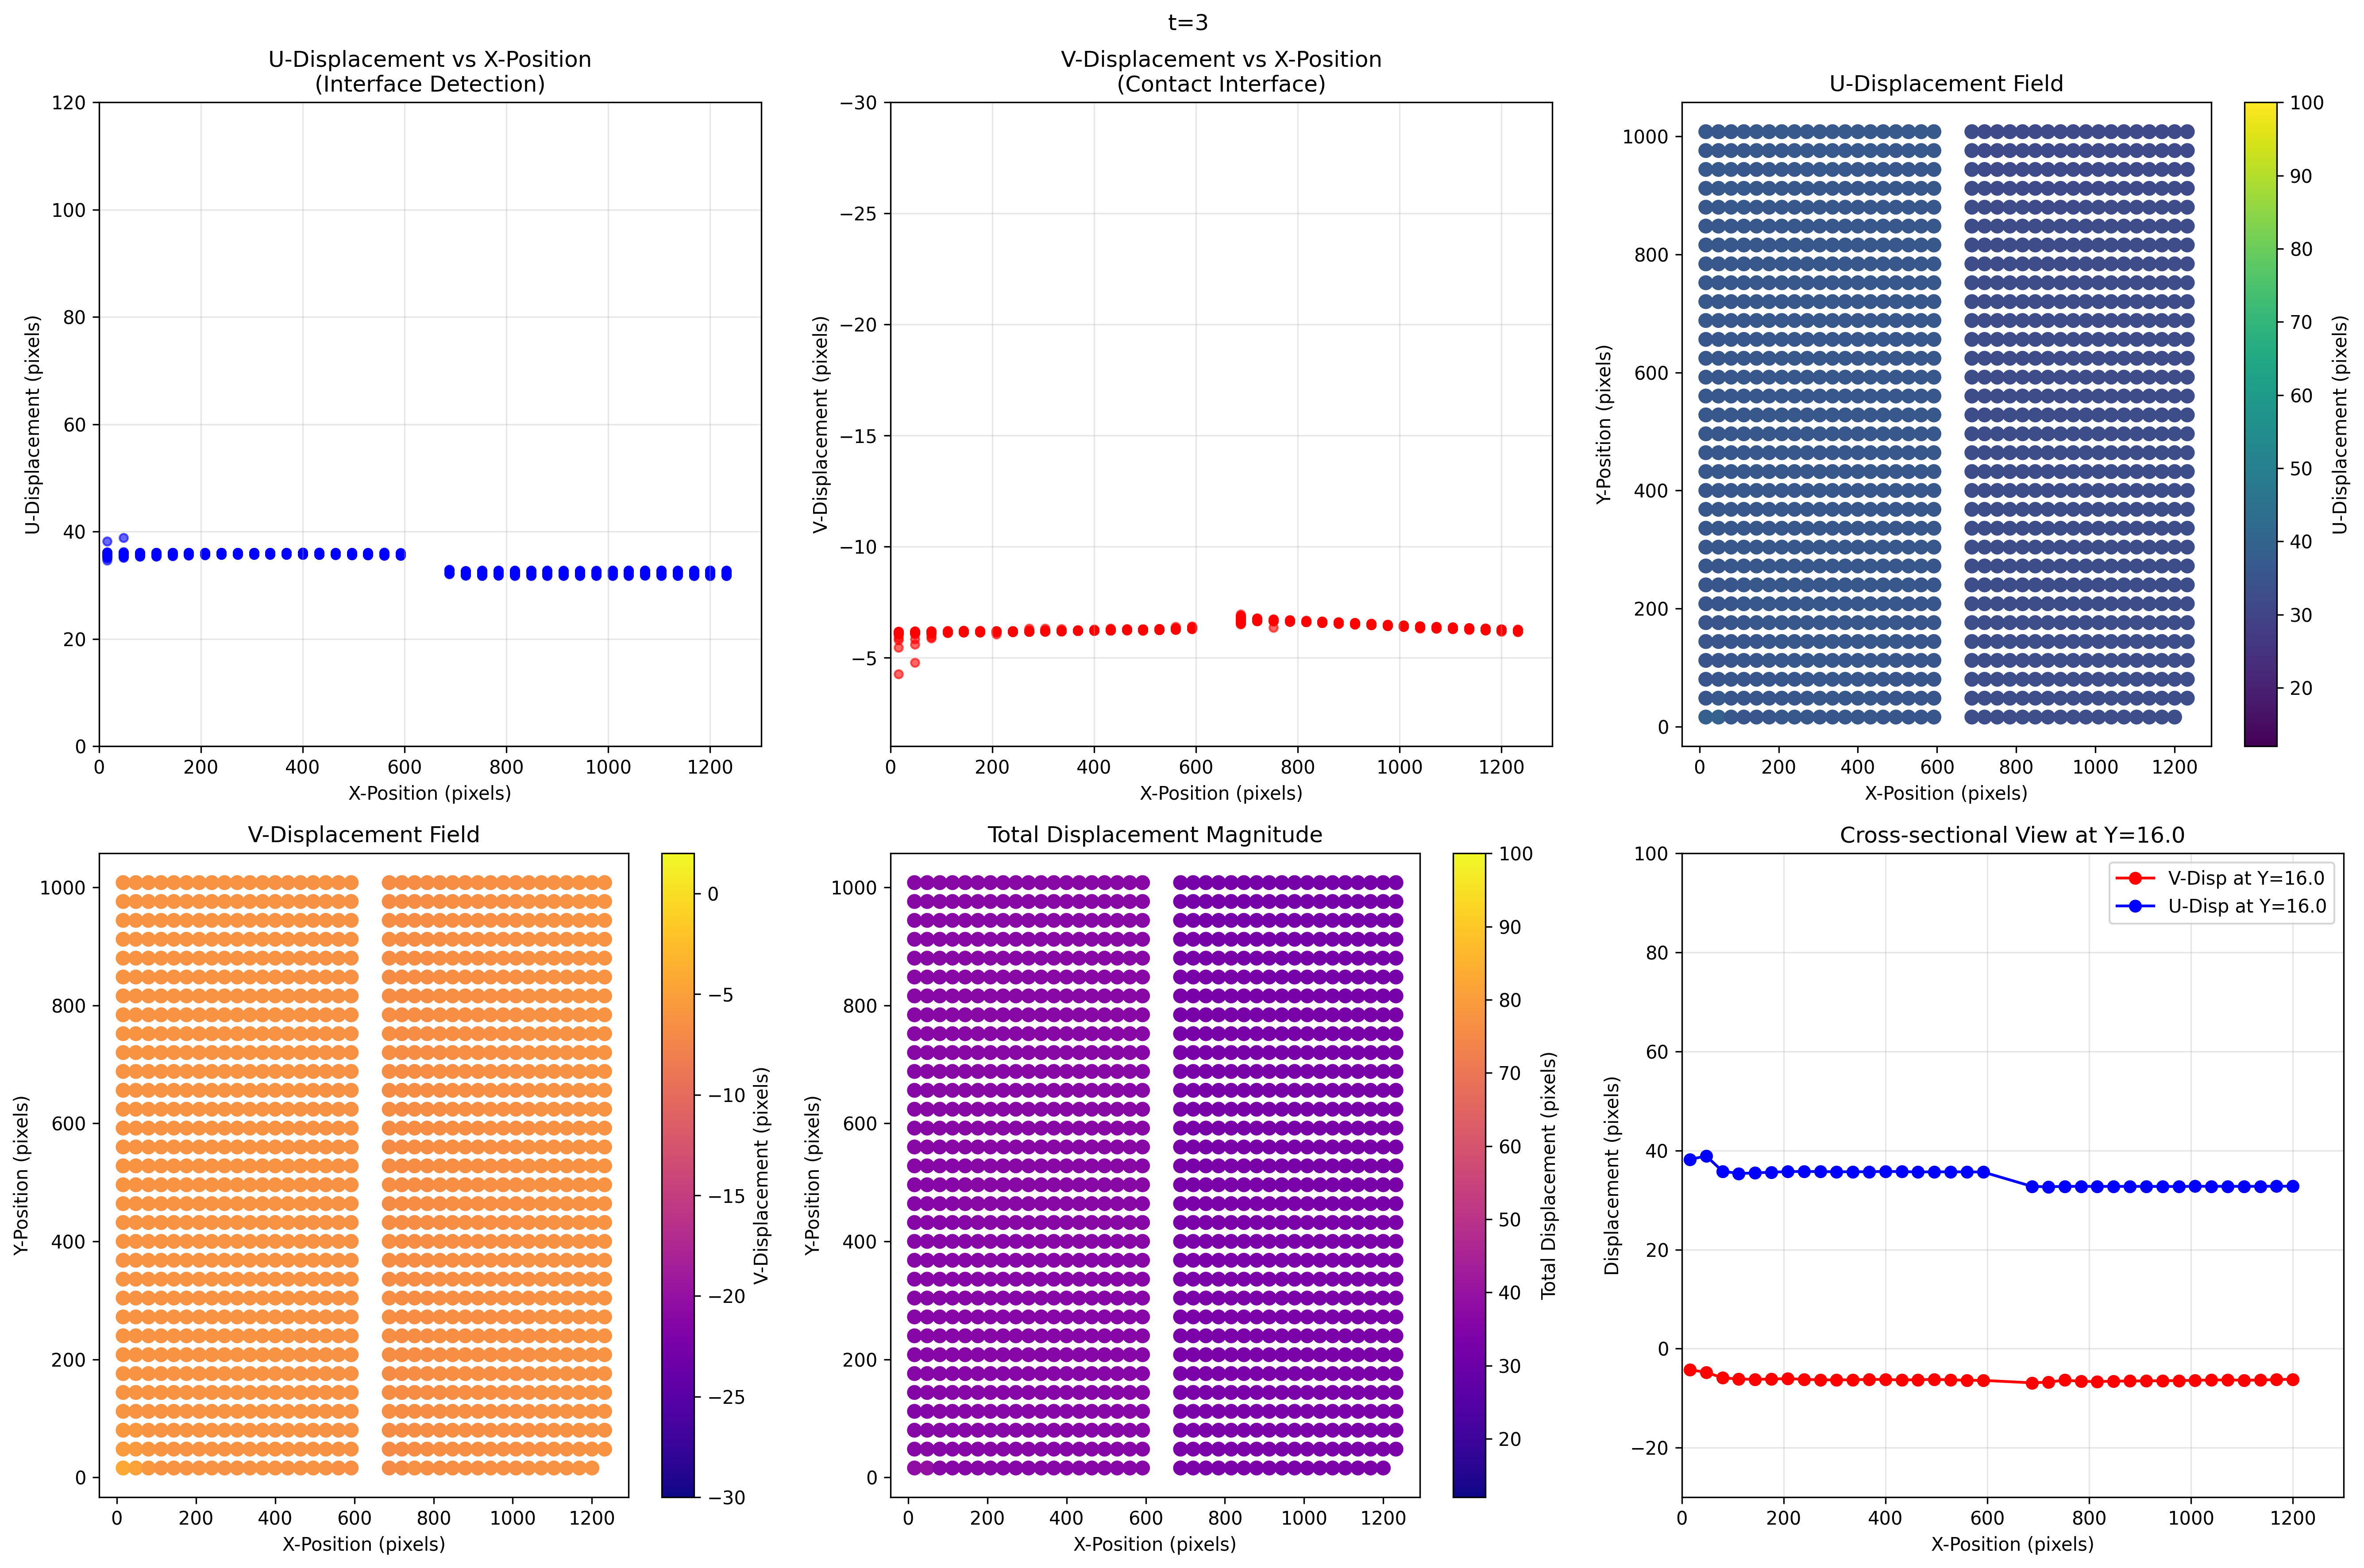 t=3
U-Displacement vs X-Position
(Interface Detection)
120
100
80
60
40
20
0
U-Displacement (pixels)
0 200 400 600 800 1000 1200
X-Position (pixels)
V-Displacement vs X-Position
(Contact Interface)
−30
−25
−20
−15
−10
−5
V-Displacement (pixels)
0 200 400 600 800 1000 1200
X-Position (pixels)
U-Displacement Field
1000
800
600
400
200
0
Y-Position (pixels)
0 200 400 600 800 1000 1200
X-Position (pixels)
100
90
80
70
60
50
40
30
20
U-Displacement (pixels)
V-Displacement Field
1000
800
600
400
200
0
Y-Position (pixels)
0 200 400 600 800 1000 1200
X-Position (pixels)
0
−5
−10
−15
−20
−25
−30
V-Displacement (pixels)
Total Displacement Magnitude
1000
800
600
400
200
0
Y-Position (pixels)
0 200 400 600 800 1000 1200
X-Position (pixels)
100
90
80
70
60
50
40
30
20
Total Displacement (pixels)
Cross-sectional View at Y=16.0
V-Disp at Y=16.0
U-Disp at Y=16.0
100
80
60
40
20
0
−20
Displacement (pixels)
0 200 400 600 800 1000 1200
X-Position (pixels)